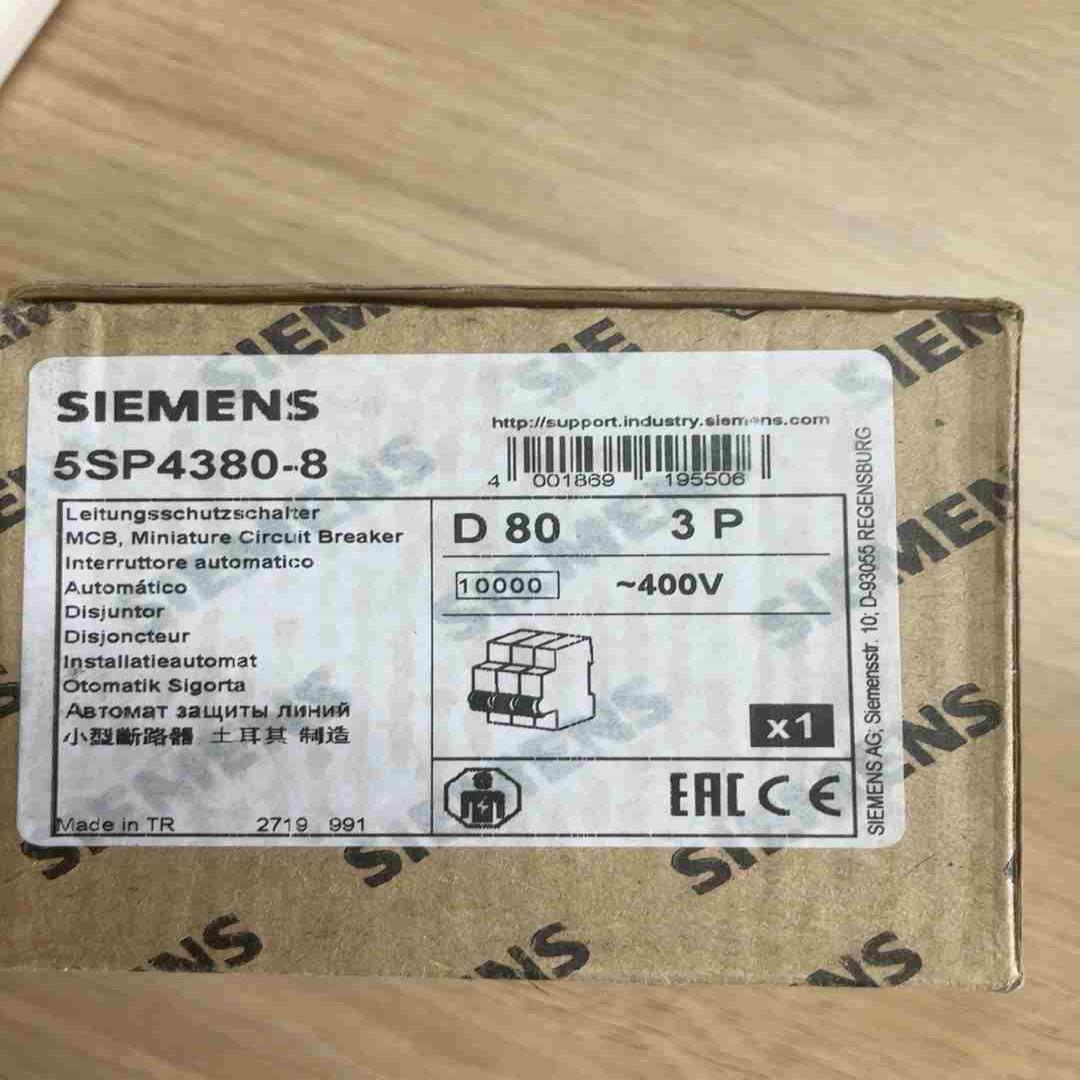 SIEMENS
5SP4380-8
http://support.industry.siemens.com
4 001869 195506
Leitungsschutzschalter
MCB, Miniature Circuit Breaker
Interruttore automatico
Automático
Disjuntor
Disjoncteur
Installatieautomat
Otomatik Sigorta
Автомат защиты линий
小型断路器 土耳其 制造
Made in TR 2719 991
D 80 3 P
10000 ~400V
x1
EAC CE
SIEMENS AG; Siemensstr. 10; D-93055 REGENSBURG